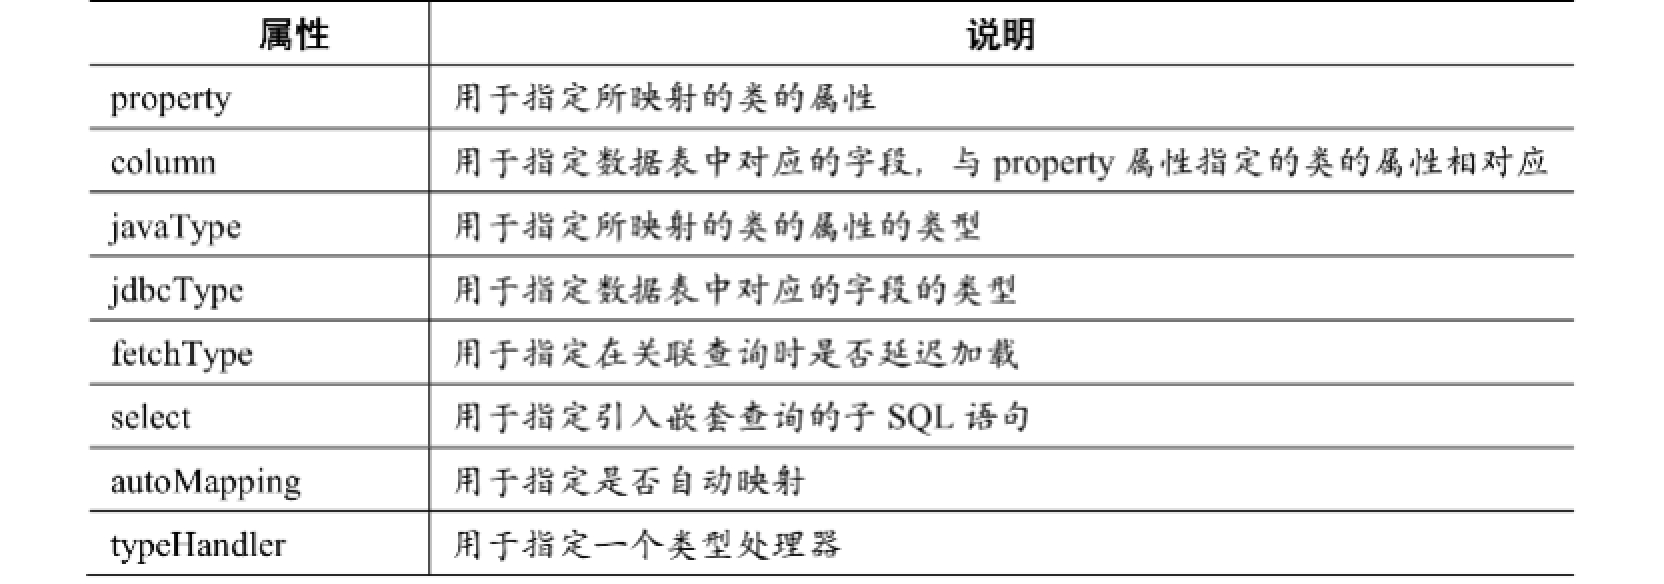 属性 说明
property 用于指定所映射的类的属性
column 用于指定数据表中对应的字段，与 property 属性指定的类的属性相对应
javaType 用于指定所映射的类的属性的类型
jdbcType 用于指定数据表中对应的字段的类型
fetchType 用于指定在关联查询时是否延迟加载
select 用于指定引入嵌套查询的子 SQL 语句
autoMapping 用于指定是否自动映射
typeHandler 用于指定一个类型处理器